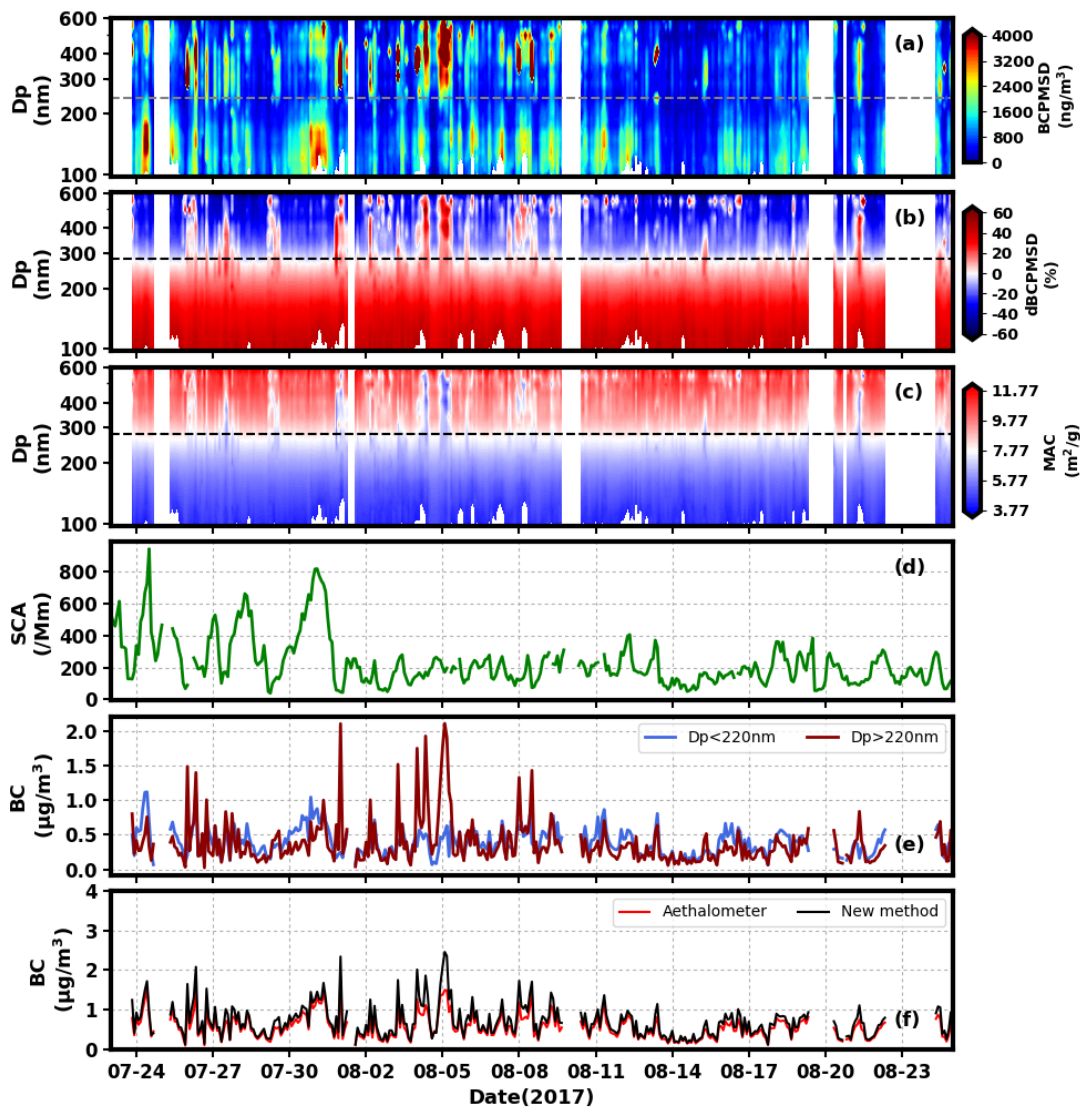 600
400
300
200
100
Dp
(nm)
(a)
4000
3200
2400
1600
800
0
BCPMSD
(ng/m³)
600
400
300
200
100
Dp
(nm)
(b)
60
40
20
0
-20
-40
-60
dBCPMSD
(%)
600
400
300
200
100
Dp
(nm)
(c)
11.77
9.77
7.77
5.77
3.77
MAC
(m²/g)
800
600
400
200
0
SCA
(/Mm)
(d)
2.0
1.5
1.0
0.5
0.0
BC
(μg/m³)
Dp<220nm Dp>220nm
(e)
4
3
2
1
0
BC
(μg/m³)
Aethalometer New method
(f)
07-24 07-27 07-30 08-02 08-05 08-08 08-11 08-14 08-17 08-20 08-23
Date(2017)